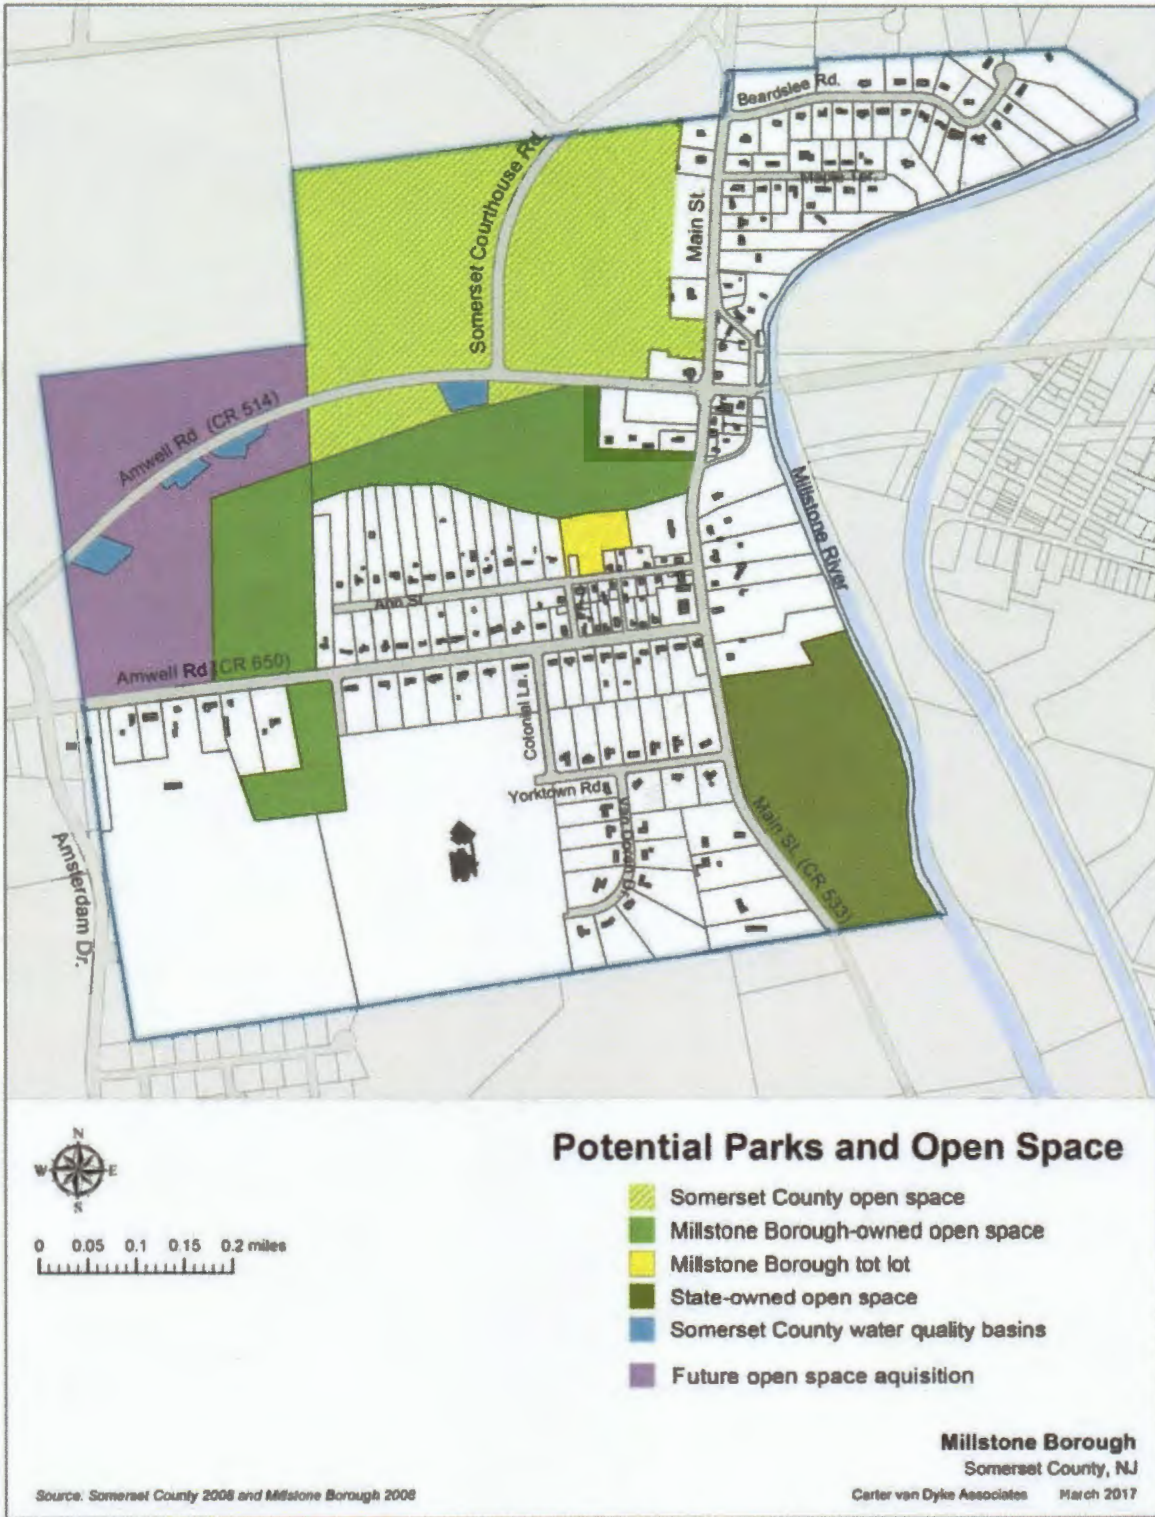 Beardslee Rd.
Maple Ter.
Somerset Courthouse Rd.
Main St.
Amwell Rd (CR 514)
Millstone River
Ann St
Amwell Rd (CR 650)
Colonial La.
Yorktown Rd.
Van Doren Dr.
Main St. (CR 533)
Amsterdam Dr.
N
W E
S
0 0.05 0.1 0.15 0.2 miles
Potential Parks and Open Space
Somerset County open space
Millstone Borough-owned open space
Millstone Borough tot lot
State-owned open space
Somerset County water quality basins
Future open space aquisition
Millstone Borough
Somerset County, NJ
Source. Somerset County 2008 and Millstone Borough 2008
Carter van Dyke Associates March 2017